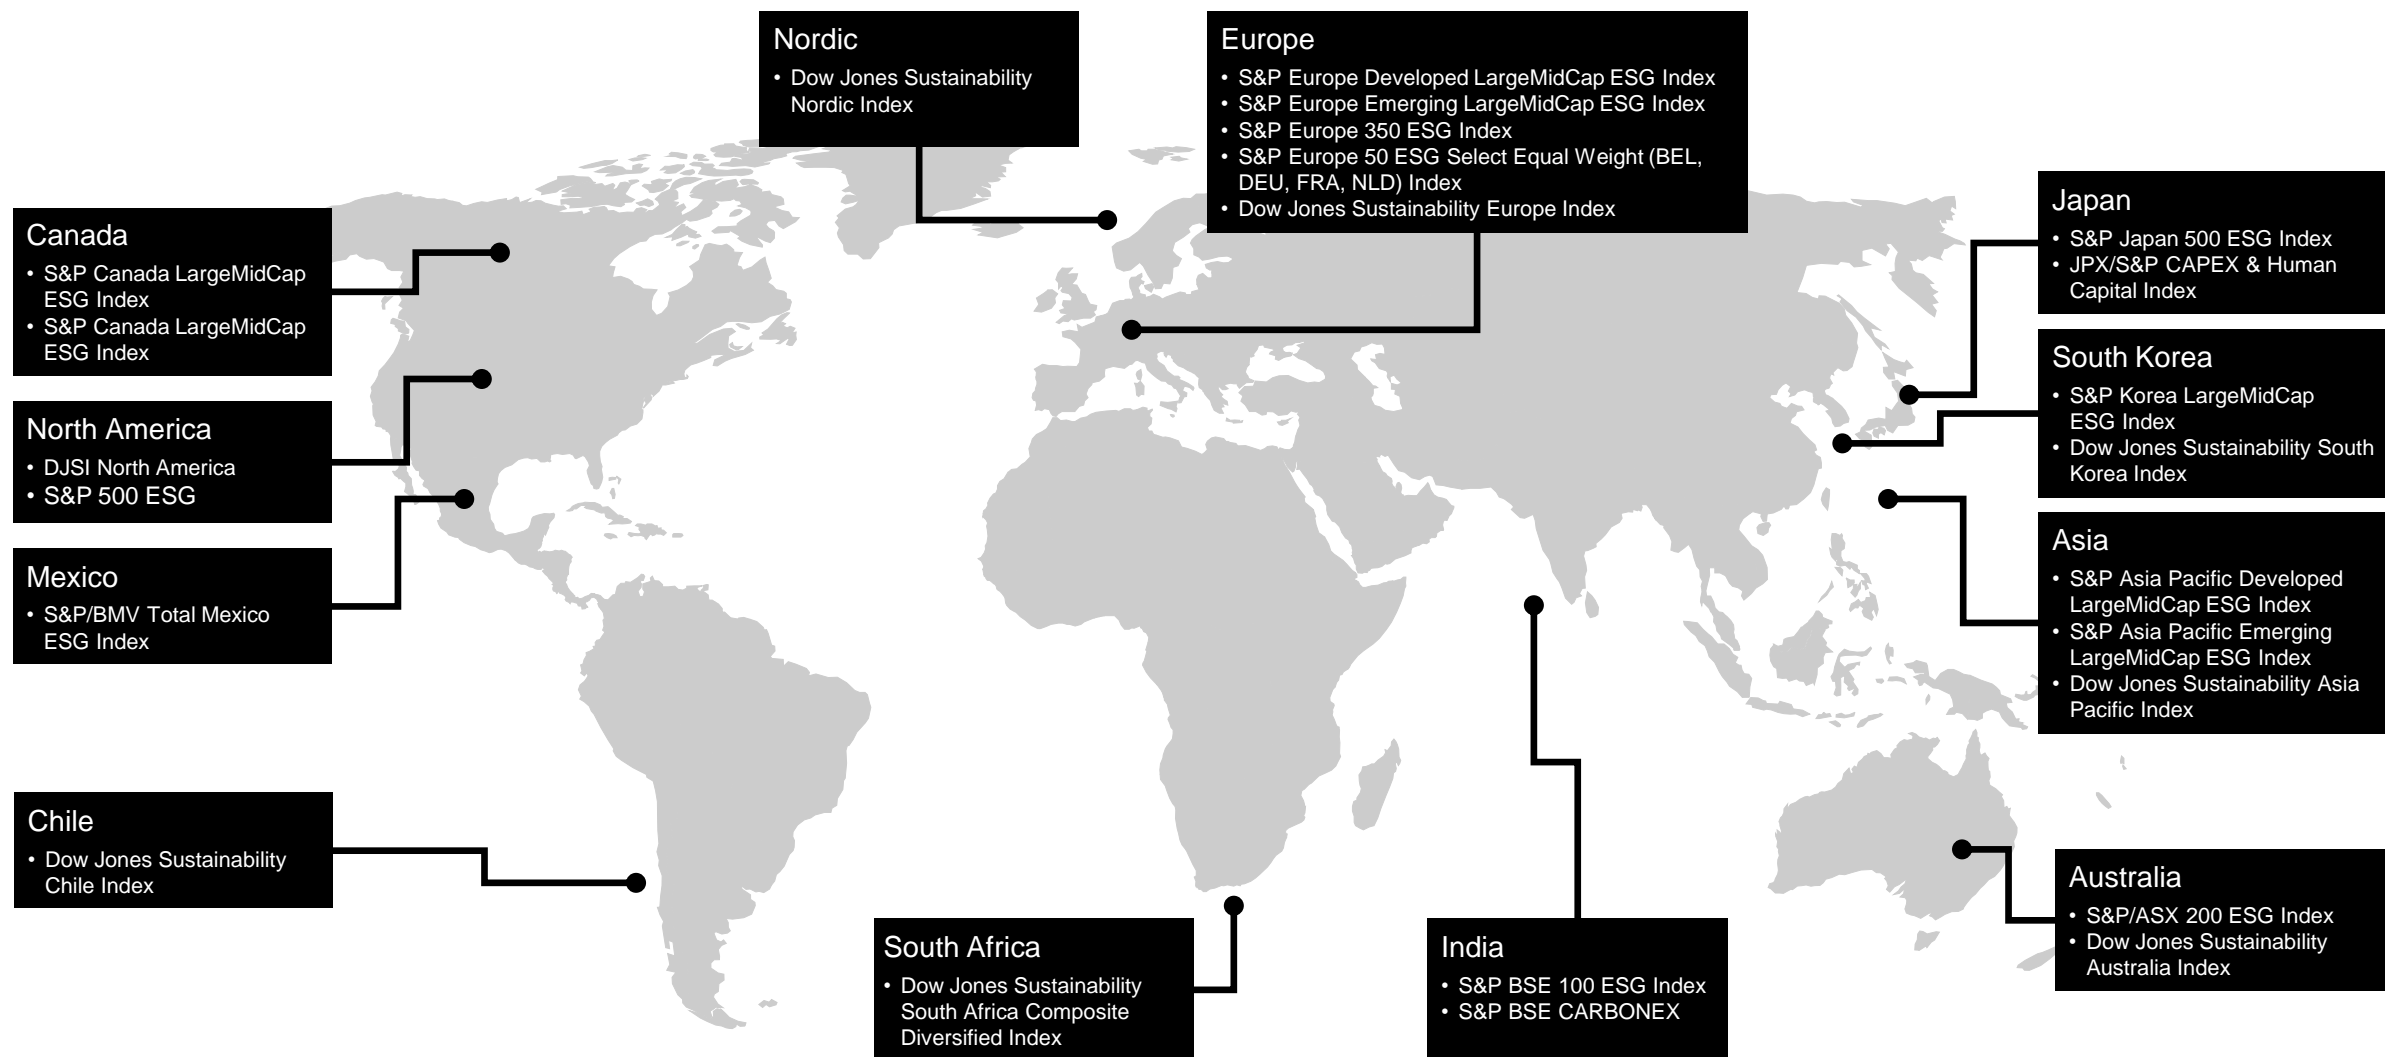 Nordic
• Dow Jones Sustainability
Nordic Index
Europe
• S&P Europe Developed LargeMidCap ESG Index
• S&P Europe Emerging LargeMidCap ESG Index
• S&P Europe 350 ESG Index
• S&P Europe 50 ESG Select Equal Weight (BEL,
DEU, FRA, NLD) Index
• Dow Jones Sustainability Europe Index
Canada
• S&P Canada LargeMidCap
ESG Index
• S&P Canada LargeMidCap
ESG Index
North America
• DJSI North America
• S&P 500 ESG
Mexico
• S&P/BMV Total Mexico
ESG Index
Chile
• Dow Jones Sustainability
Chile Index
South Africa
• Dow Jones Sustainability
South Africa Composite
Diversified Index
India
• S&P BSE 100 ESG Index
• S&P BSE CARBONEX
Japan
• S&P Japan 500 ESG Index
• JPX/S&P CAPEX & Human
Capital Index
South Korea
• S&P Korea LargeMidCap
ESG Index
• Dow Jones Sustainability South
Korea Index
Asia
• S&P Asia Pacific Developed
LargeMidCap ESG Index
• S&P Asia Pacific Emerging
LargeMidCap ESG Index
• Dow Jones Sustainability Asia
Pacific Index
Australia
• S&P/ASX 200 ESG Index
• Dow Jones Sustainability
Australia Index